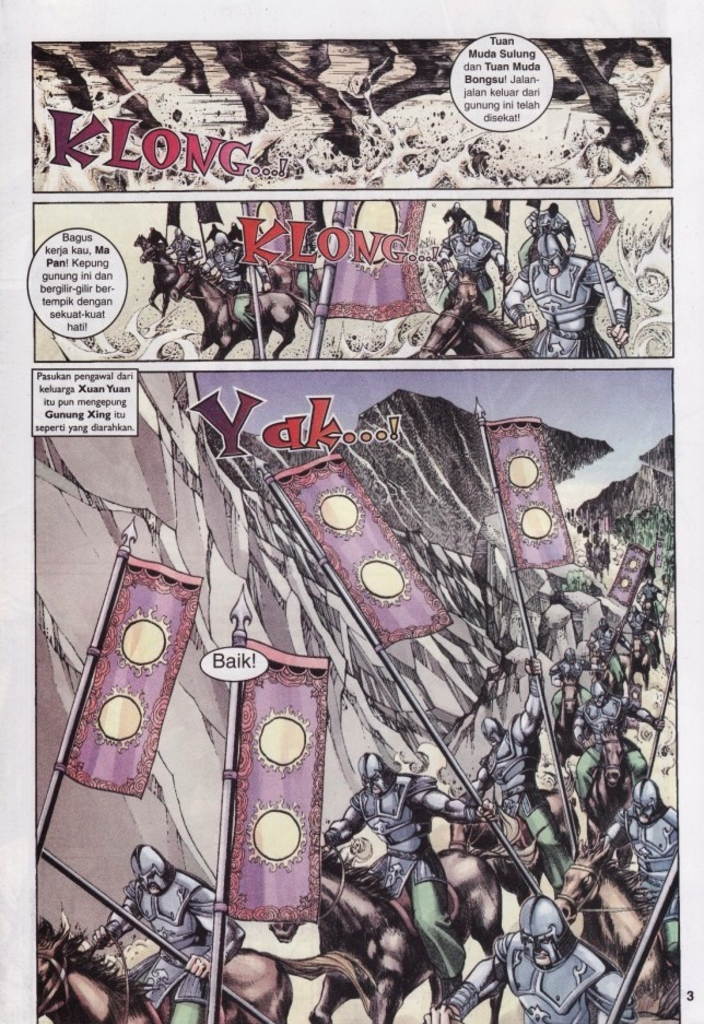 Tuan
Muda Sulung
dan Tuan Muda
Bongsu! Jalan-
jalan keluar dari
gunung ini telah
disekat!
KLONG...!
Bagus
kerja kau, Ma
Pan! Kepung
gunung ini dan
bergilir-gilir ber-
tempik dengan
sekuat-kuat
hati!
KLONG...!
Pasukan pengawal dari
keluarga Xuan Yuan
itu pun mengepung
Gunung Xing itu
seperti yang diarahkan.
Yak...!
Baik!
3